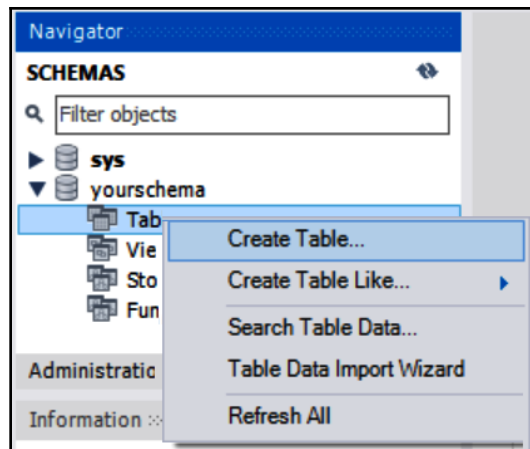 Navigator
SCHEMAS
Filter objects
sys
yourschema
Tab
Create Table...
Vie
Create Table Like...
Sto
Fun
Search Table Data...
Administratio
Table Data Import Wizard
Information
Refresh All